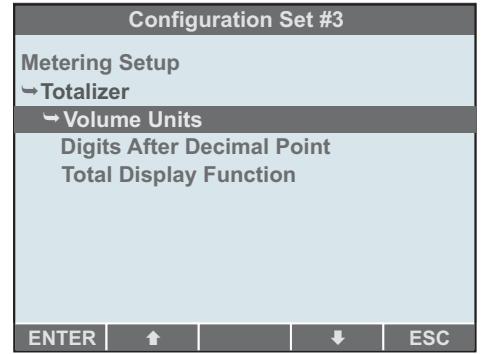 Configuration Set #3
Metering Setup
➥Totalizer
➥Volume Units
Digits After Decimal Point
Total Display Function
ENTER ⬆ ⬇ ESC